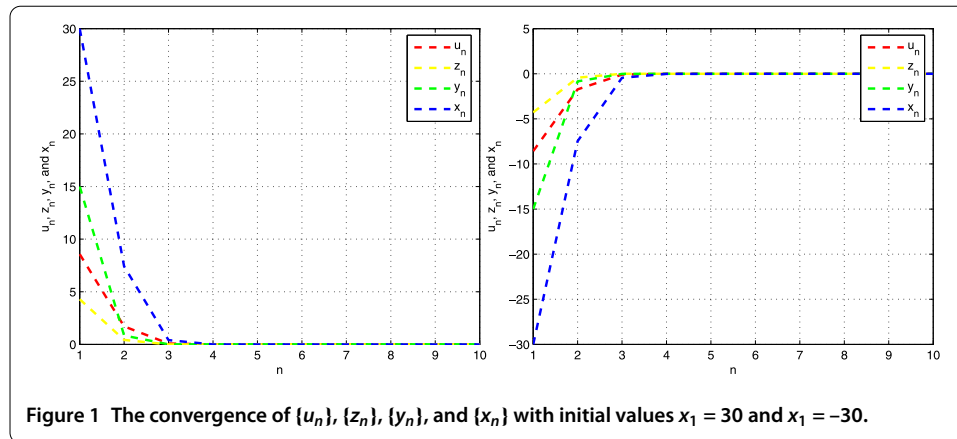 30
25
20
15
10
5
0
u_n, z_n, y_n, and x_n
1 2 3 4 5 6 7 8 9 10
n
u_n
z_n
y_n
x_n
5
0
−5
−10
−15
−20
−25
−30
u_n, z_n, y_n, and x_n
1 2 3 4 5 6 7 8 9 10
n
u_n
z_n
y_n
x_n
Figure 1 The convergence of {u_n}, {z_n}, {y_n}, and {x_n} with initial values x_1 = 30 and x_1 = –30.